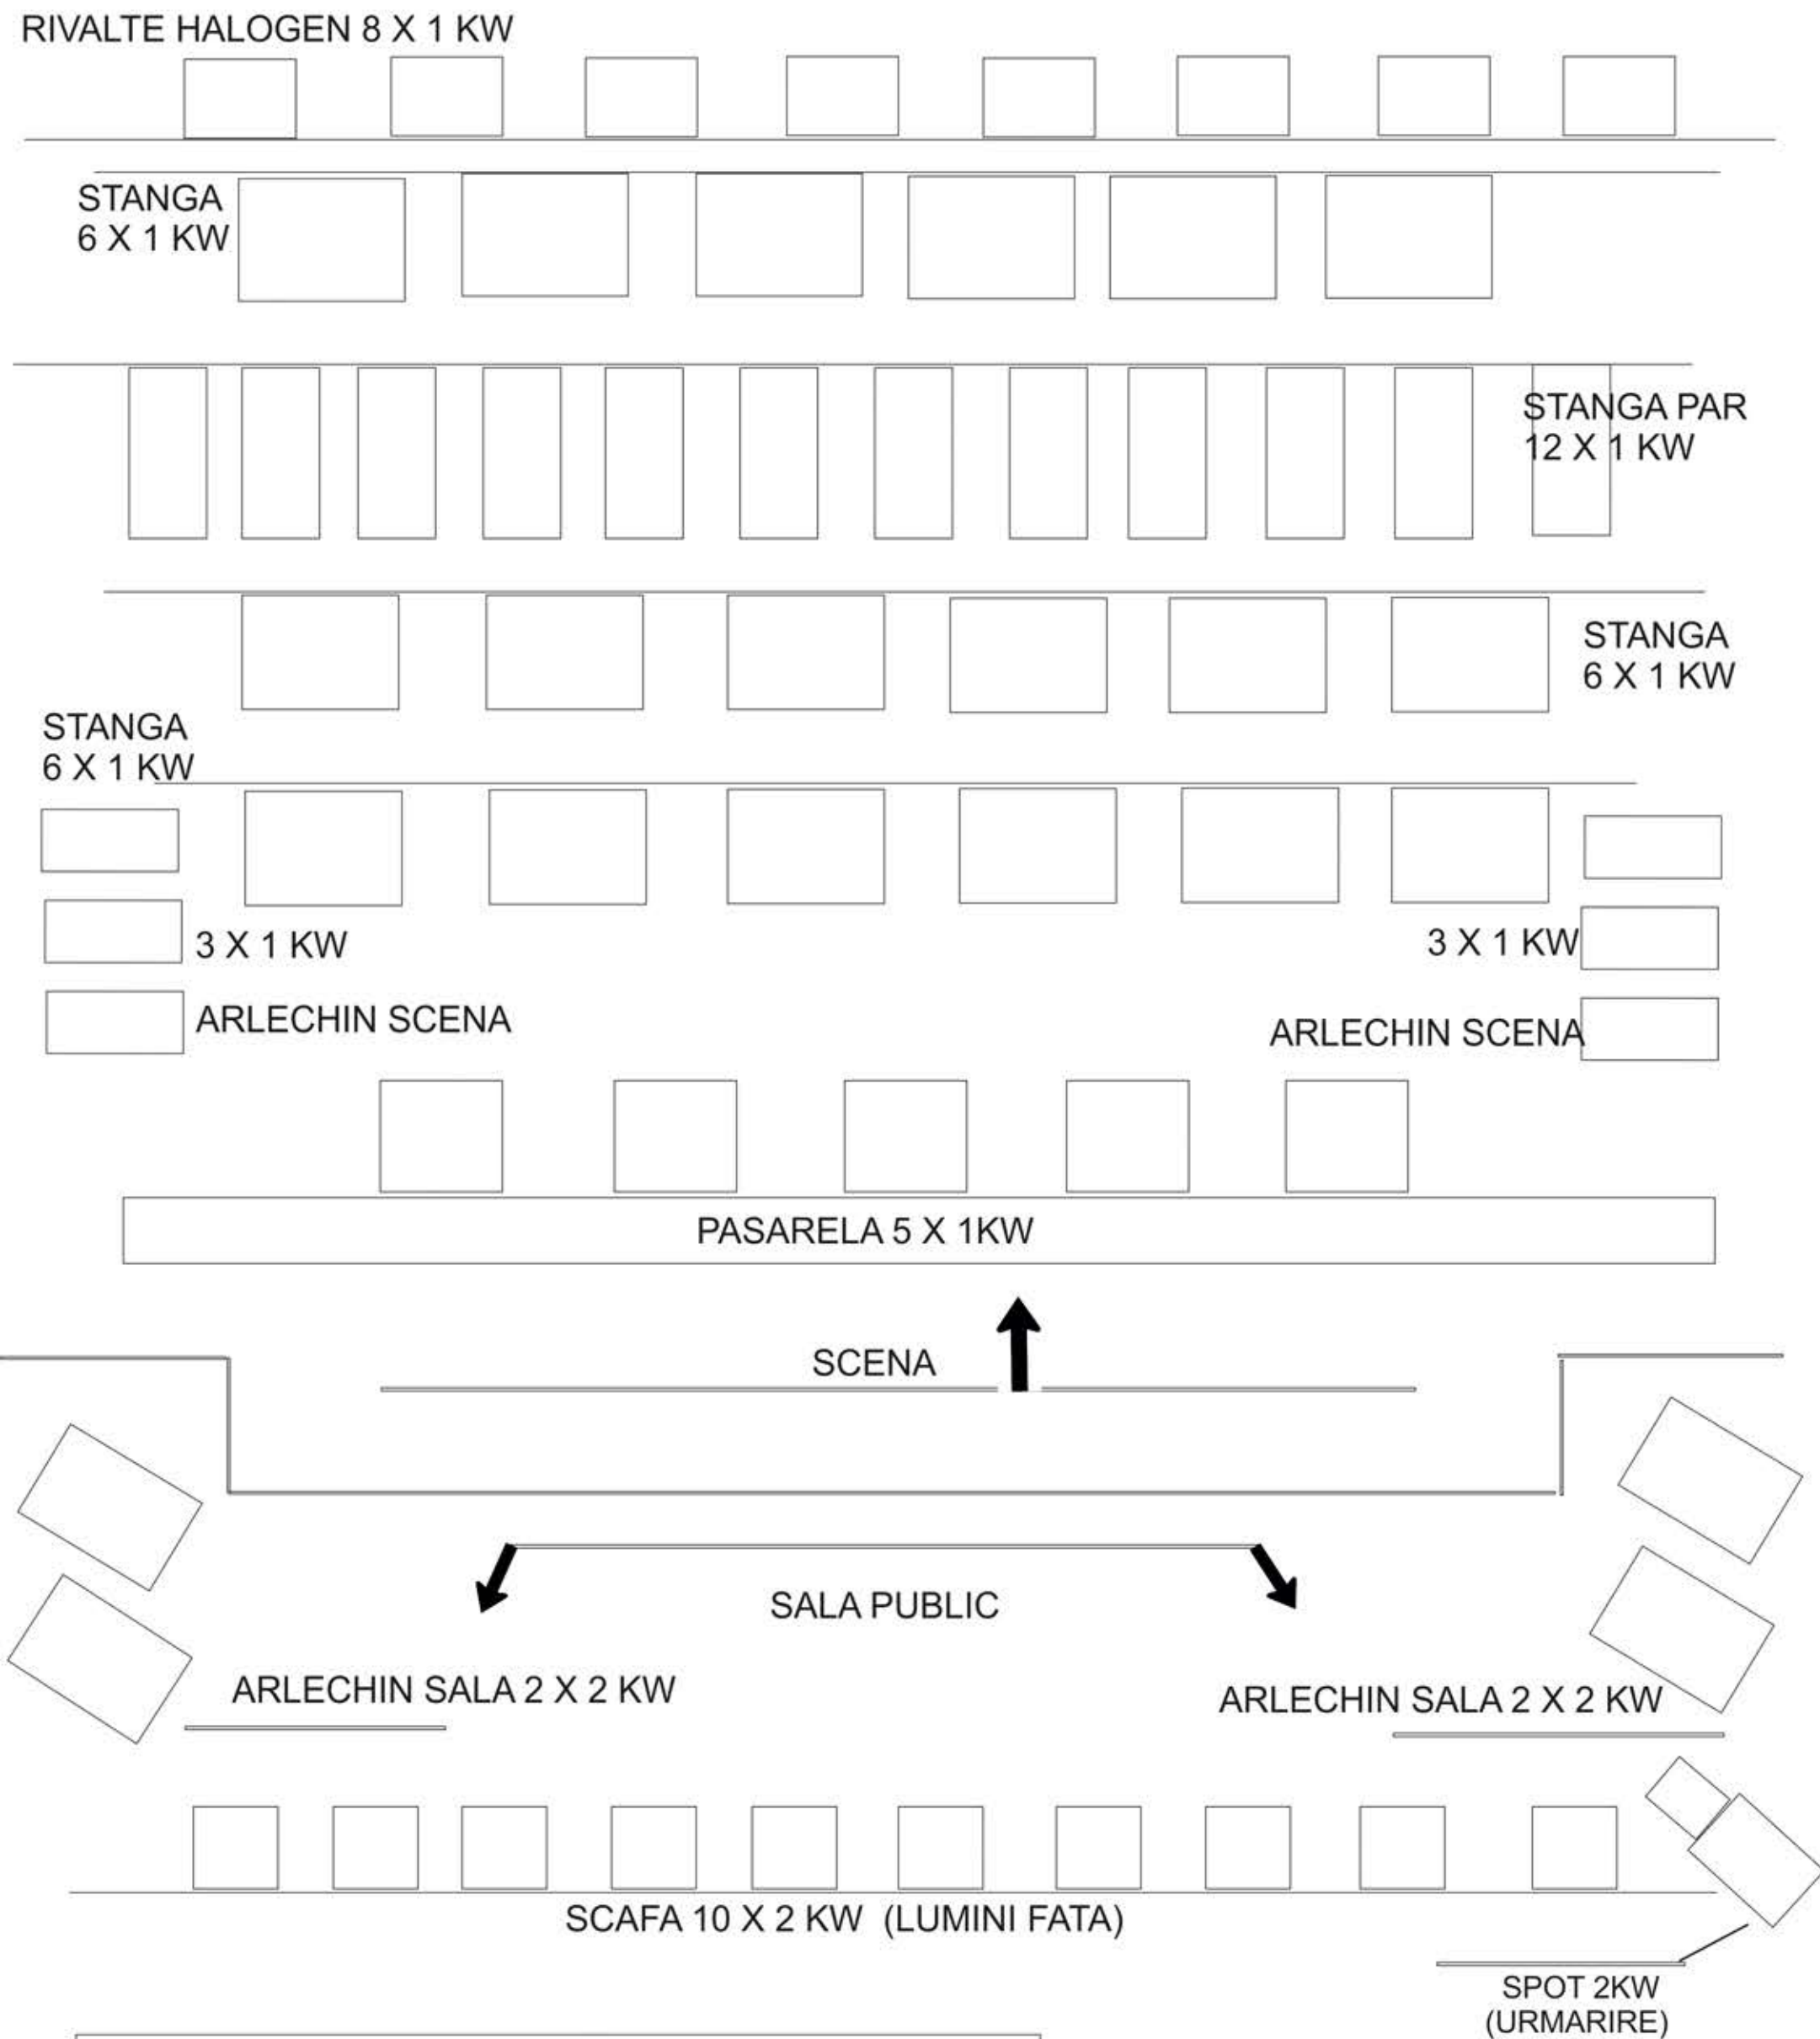 RIVALTE HALOGEN 8 X 1 KW
STANGA
6 X 1 KW
STANGA PAR
12 X 1 KW
STANGA
6 X 1 KW
STANGA
6 X 1 KW
3 X 1 KW
3 X 1 KW
ARLECHIN SCENA
ARLECHIN SCENA
PASARELA 5 X 1KW
SCENA
SALA PUBLIC
ARLECHIN SALA 2 X 2 KW
ARLECHIN SALA 2 X 2 KW
SCAFA 10 X 2 KW (LUMINI FATA)
SPOT 2KW
(URMARIRE)